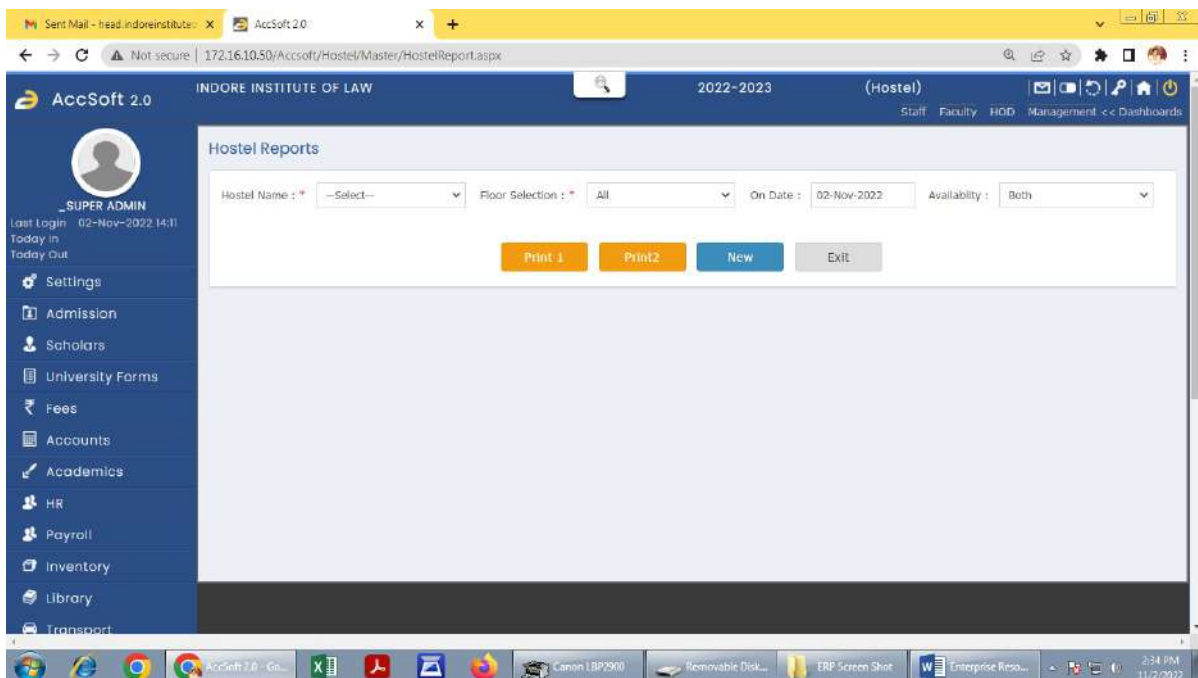 Sent Mail - head.indoreinstitute
AccSoft 2.0
Not secure | 172.16.10.50/Accsoft/Hostel/Master/HostelReport.aspx
AccSoft 2.0
INDORE INSTITUTE OF LAW
2022-2023
(Hostel)
Staff Faculty HOD Management << Dashboards
_SUPER ADMIN
Last Login 02-Nov-2022 14:11
Today In
Today Out
Settings
Admission
Scholars
University Forms
Fees
Accounts
Academics
HR
Payroll
Inventory
Library
Transport
Hostel Reports
Hostel Name : * --Select-- Floor Selection : * All On Date : 02-Nov-2022 Availablity : Both
Print 1 Print2 New Exit
AccSoft 2.0 - Go...
Canon LBP2900
Removable Disk...
ERP Screen Shot
Enterprise Reso...
2:34 PM
11/2/2022